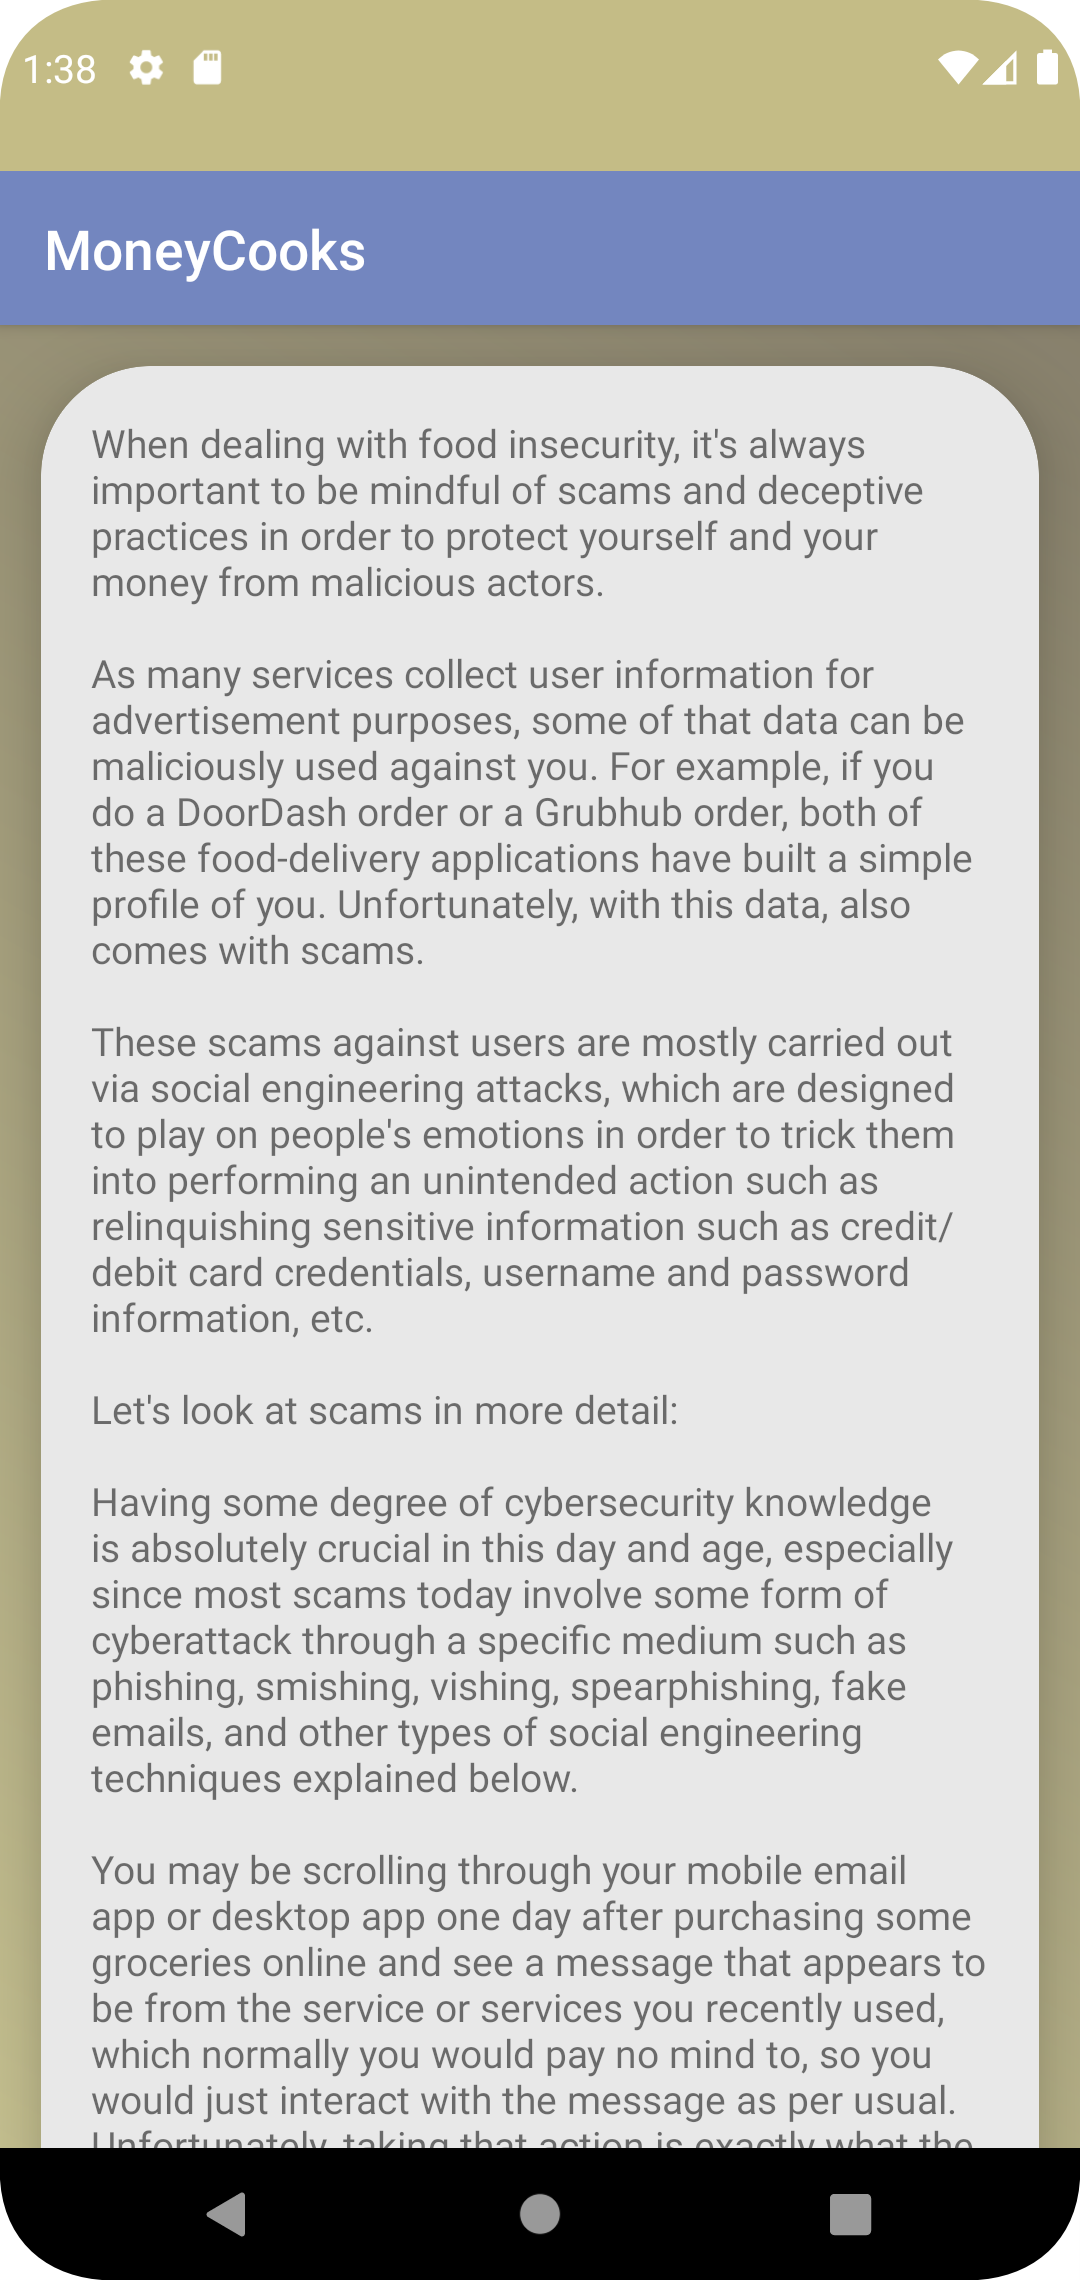 1:38
MoneyCooks
When dealing with food insecurity, it's always
important to be mindful of scams and deceptive
practices in order to protect yourself and your
money from malicious actors.
As many services collect user information for
advertisement purposes, some of that data can be
maliciously used against you. For example, if you
do a DoorDash order or a Grubhub order, both of
these food-delivery applications have built a simple
profile of you. Unfortunately, with this data, also
comes with scams.
These scams against users are mostly carried out
via social engineering attacks, which are designed
to play on people's emotions in order to trick them
into performing an unintended action such as
relinquishing sensitive information such as credit/
debit card credentials, username and password
information, etc.
Let's look at scams in more detail:
Having some degree of cybersecurity knowledge
is absolutely crucial in this day and age, especially
since most scams today involve some form of
cyberattack through a specific medium such as
phishing, smishing, vishing, spearphishing, fake
emails, and other types of social engineering
techniques explained below.
You may be scrolling through your mobile email
app or desktop app one day after purchasing some
groceries online and see a message that appears to
be from the service or services you recently used,
which normally you would pay no mind to, so you
would just interact with the message as per usual.
Unfortunately, taking that action is exactly what the